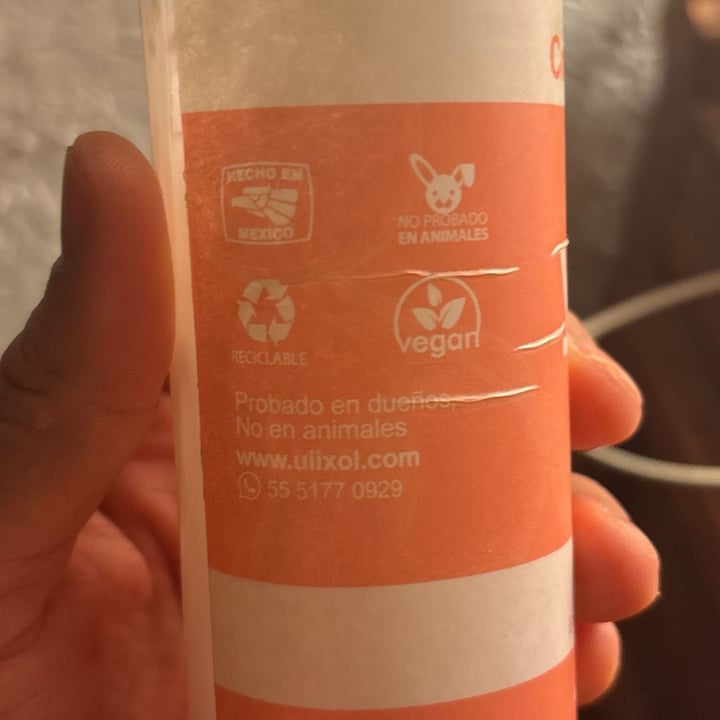 HECHO EN
MEXICO
NO PROBADO
EN ANIMALES
RECICLABLE
vegan
Probado en dueños,
No en animales
www.ulixol.com
55 5177 0929